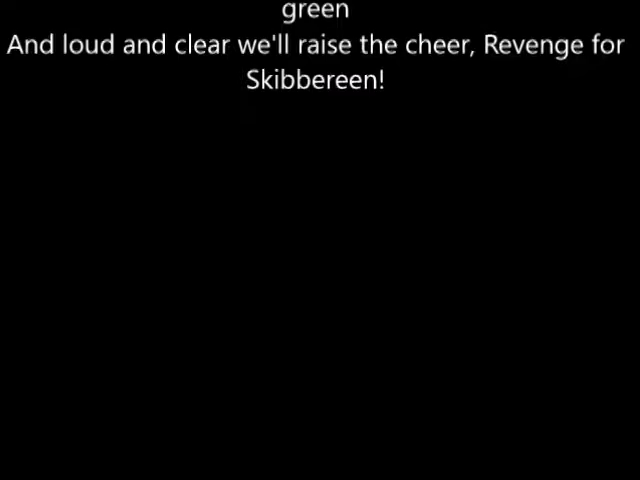 green
And loud and clear we'll raise the cheer, Revenge for
Skibbereen!